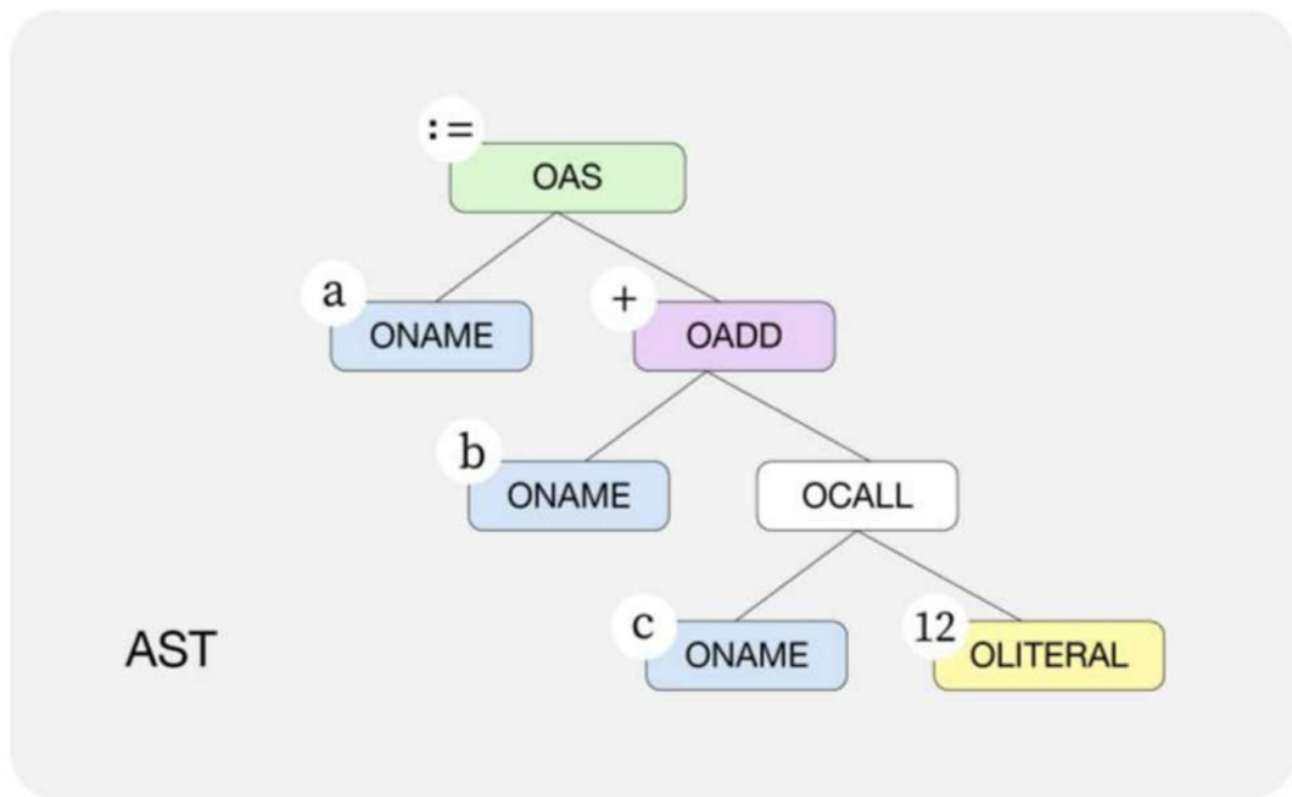 :=
OAS
a
ONAME
+
OADD
b
ONAME
OCALL
c
ONAME
12
OLITERAL
AST